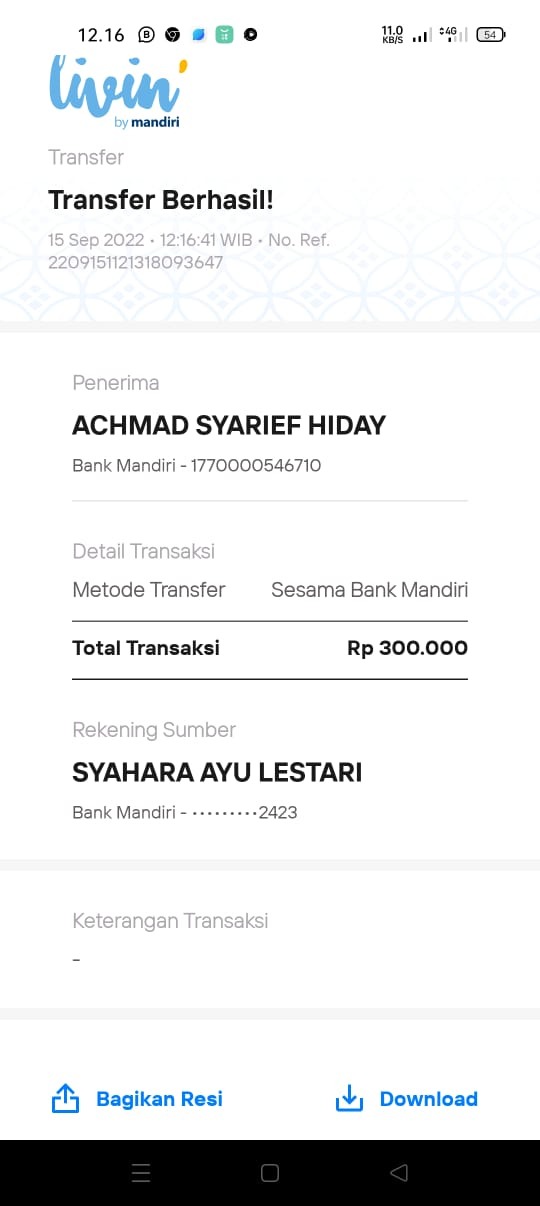 12.16 B 11.0 KB/S 4G 54
livin'
by mandiri
Transfer
Transfer Berhasil!
15 Sep 2022 • 12:16:41 WIB • No. Ref.
2209151121318093647
Penerima
ACHMAD SYARIEF HIDAY
Bank Mandiri - 1770000546710
Detail Transaksi
Metode Transfer Sesama Bank Mandiri
Total Transaksi Rp 300.000
Rekening Sumber
SYAHARA AYU LESTARI
Bank Mandiri - ·········2423
Keterangan Transaksi
-
Bagikan Resi Download